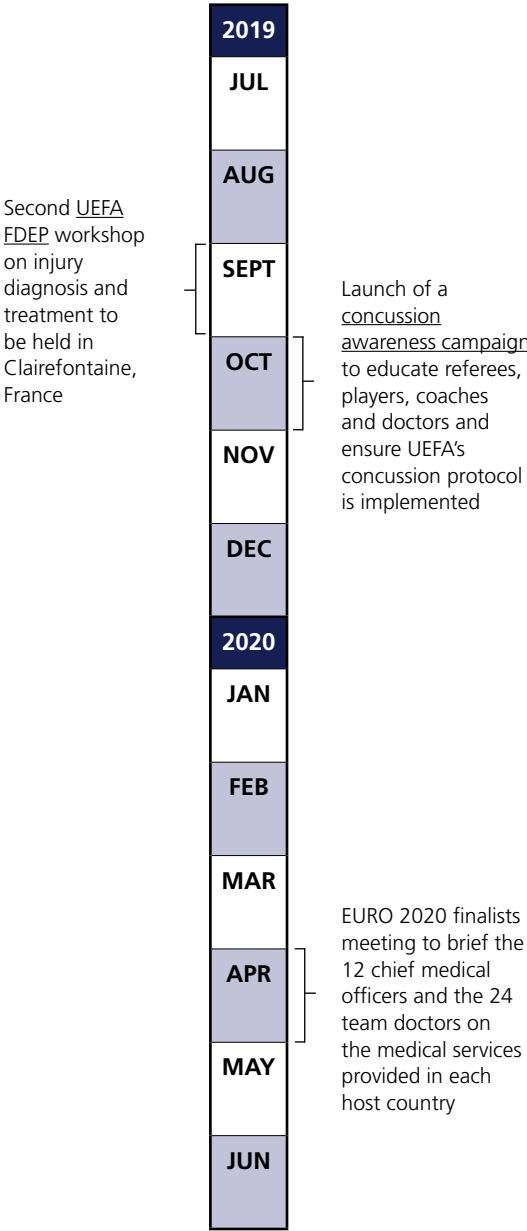 2019
JUL
AUG
Second UEFA
FDEP workshop
on injury
diagnosis and
treatment to
be held in
Clairefontaine,
France
SEPT
OCT
Launch of a
concussion
awareness campaign
to educate referees,
players, coaches
and doctors and
ensure UEFA's
concussion protocol
is implemented
NOV
DEC
2020
JAN
FEB
MAR
APR
EURO 2020 finalists
meeting to brief the
12 chief medical
officers and the 24
team doctors on
the medical services
provided in each
host country
MAY
JUN